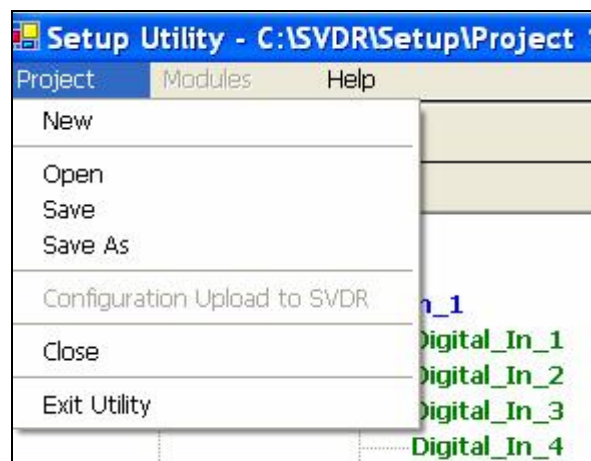 Setup Utility - C:\SVDR\Setup\Project
Project Modules Help
New
Open
Save
Save As
Configuration Upload to SVDR
Close
Exit Utility
n_1
Digital_In_1
Digital_In_2
Digital_In_3
Digital_In_4